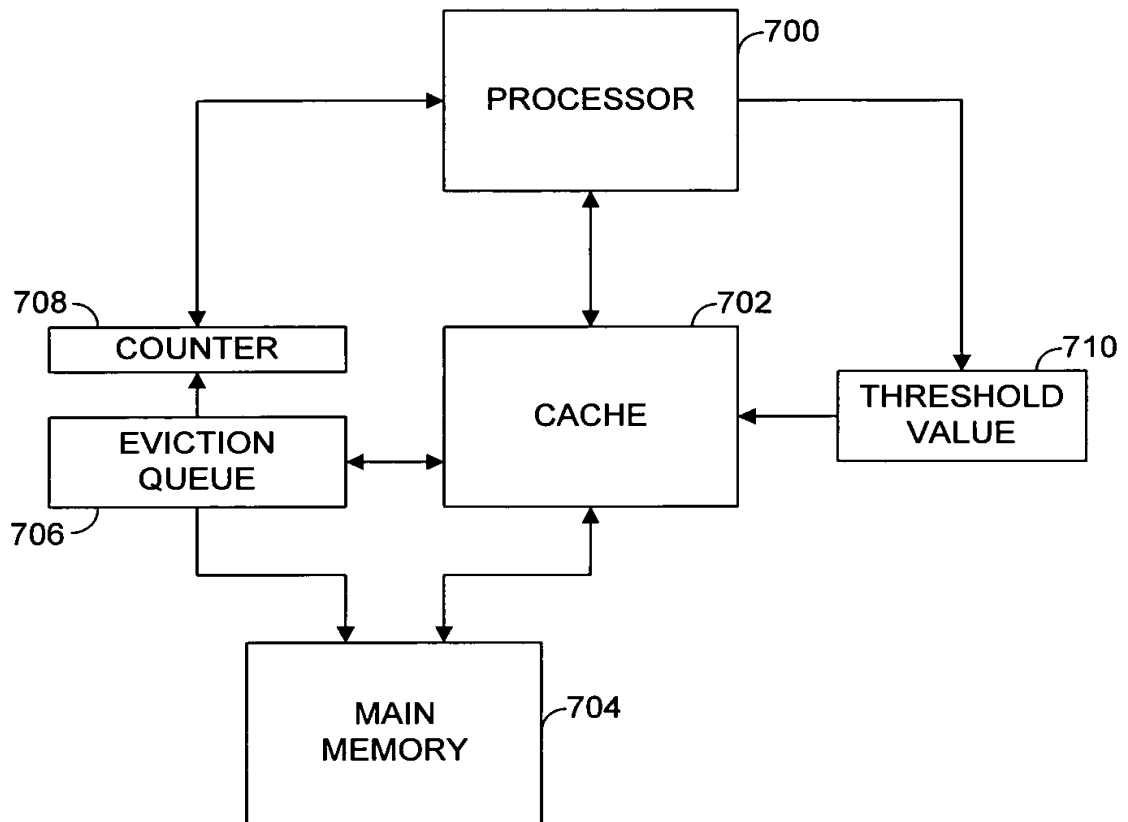 700
PROCESSOR
708
702
COUNTER
710
THRESHOLD
VALUE
CACHE
EVICTION
QUEUE
706
MAIN
MEMORY
704